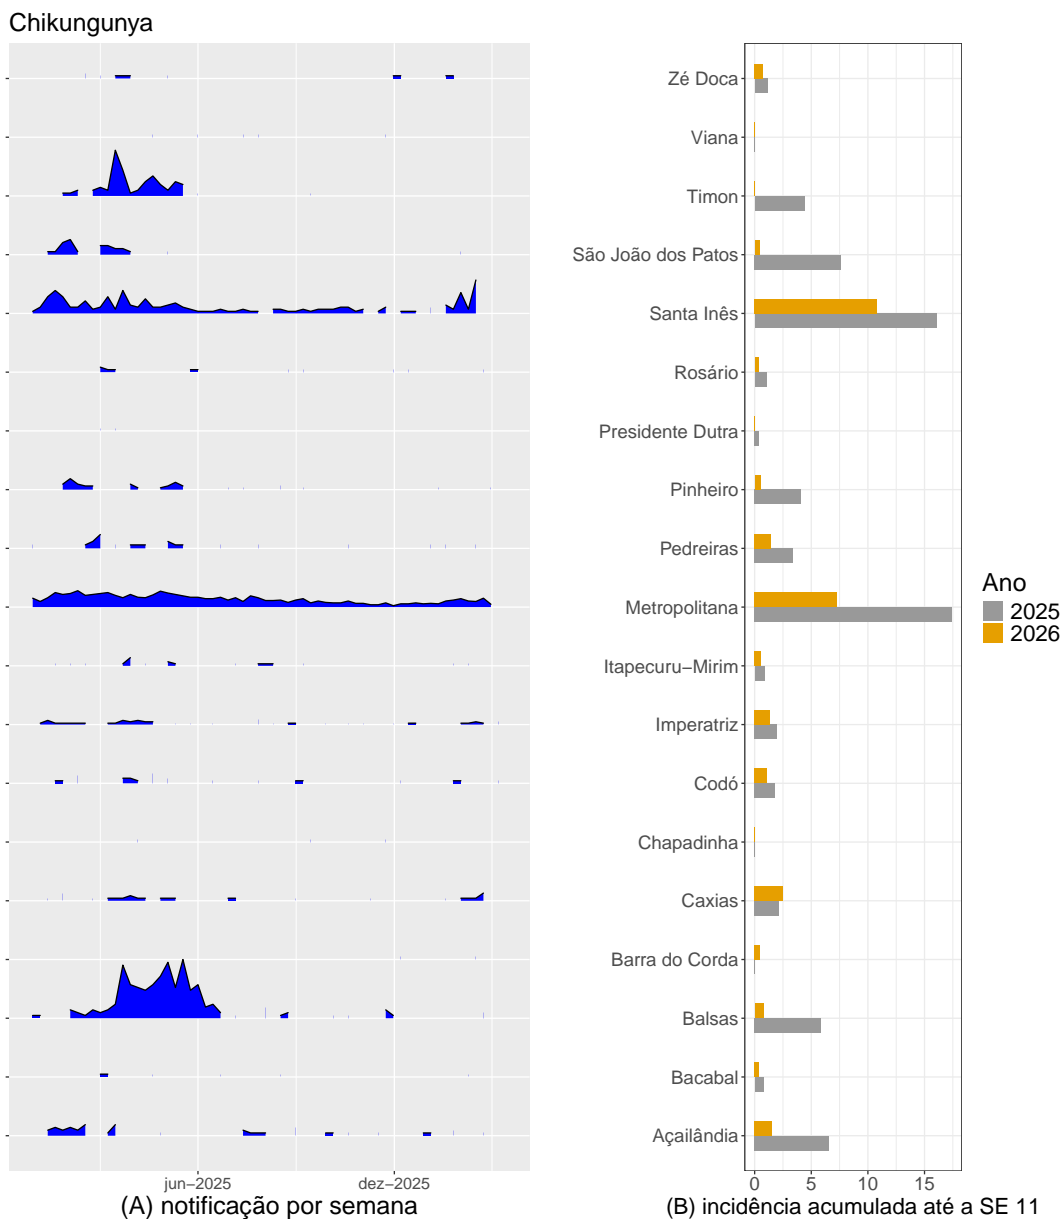 Chikungunya
Zé Doca
Viana
Timon
São João dos Patos
Santa Inês
Rosário
Presidente Dutra
Pinheiro
Pedreiras
Metropolitana
Itapecuru−Mirim
Imperatriz
Codó
Chapadinha
Caxias
Barra do Corda
Balsas
Bacabal
Açailândia
Ano
2025
2026
jun−2025 dez−2025
0 5 10 15
(A) notificação por semana
(B) incidência acumulada até a SE 11